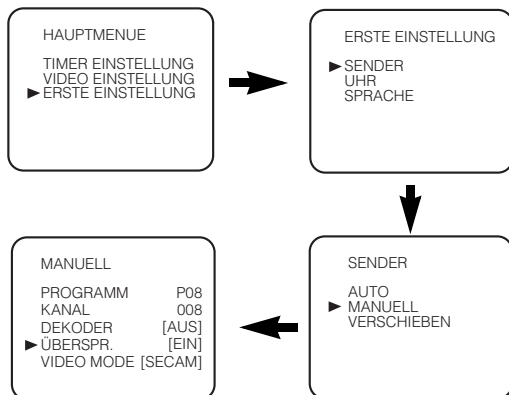 HAUPTMENUE
TIMER EINSTELLUNG
VIDEO EINSTELLUNG
ERSTE EINSTELLUNG
ERSTE EINSTELLUNG
SENDER
UHR
SPRACHE
SENDER
AUTO
MANUELL
VERSCHIEBEN
MANUELL
PROGRAMM P08
KANAL 008
DEKODER [AUS]
ÜBERSPR. [EIN]
VIDEO MODE [SECAM]